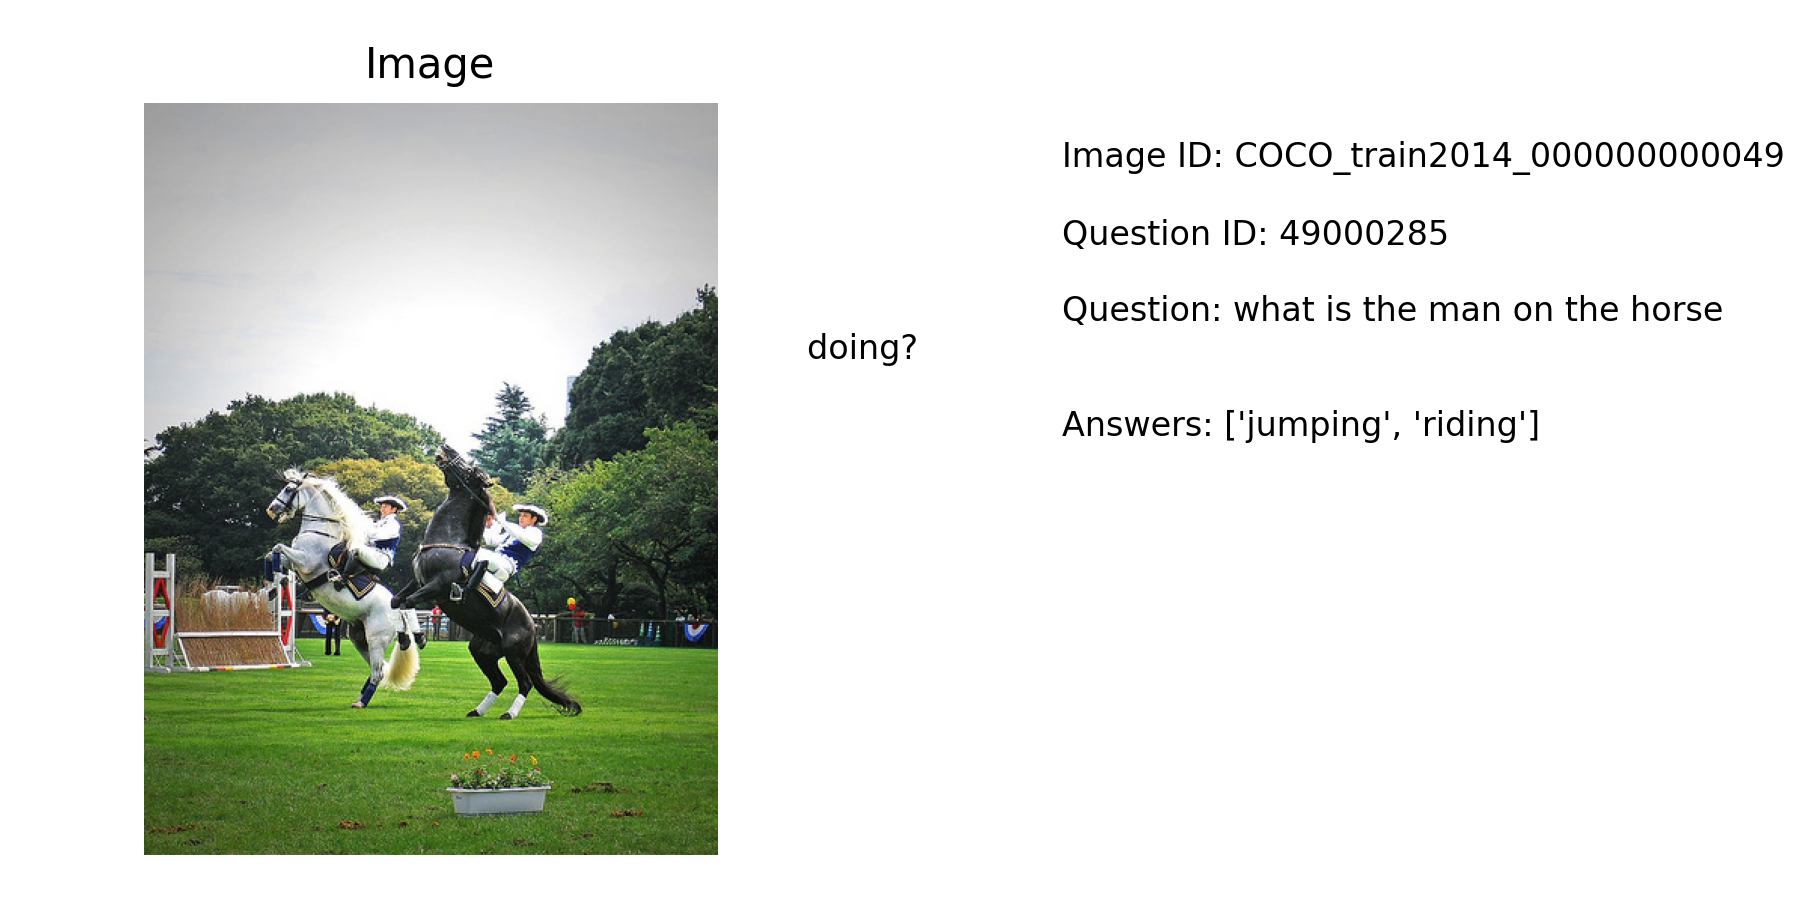 Image
Image ID: COCO_train2014_000000000049
Question ID: 49000285
Question: what is the man on the horse
doing?
Answers: ['jumping', 'riding']